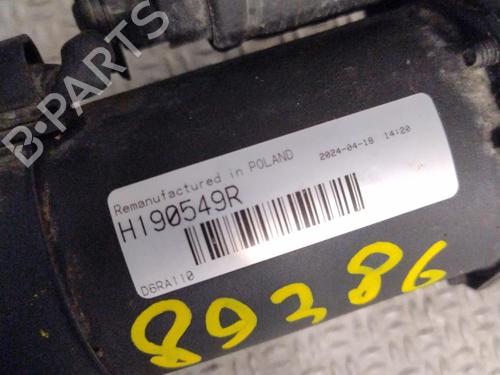 B-PARTS
Remanufactured in POLAND 2024-04-18 14:20
H190549R
D6RA110
89386